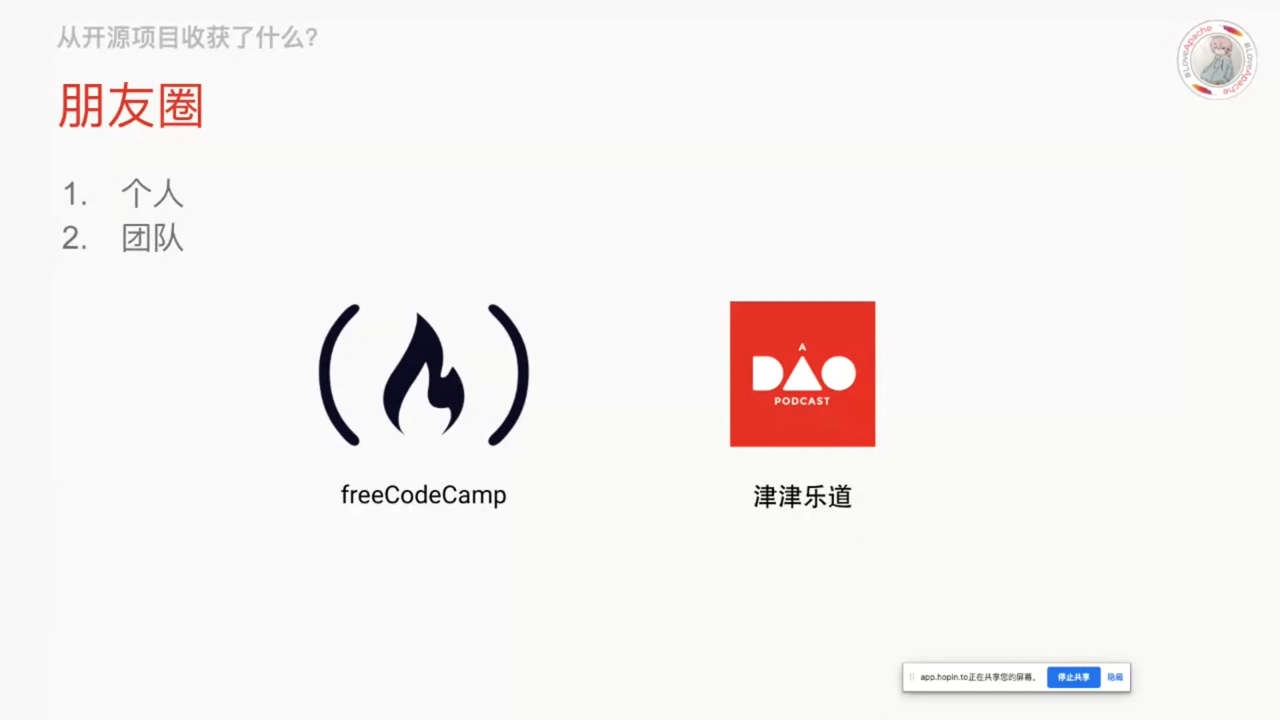 从开源项目收获了什么?
#LoveApache
#LoveApache
朋友圈
1. 个人
2. 团队
A
DAO
PODCAST
freeCodeCamp
津津乐道
app.hopin.to正在共享您的屏幕。
停止共享
隐藏